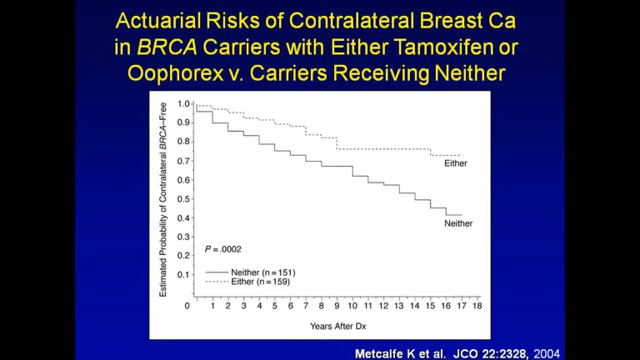 Actuarial Risks of Contralateral Breast Ca
in BRCA Carriers with Either Tamoxifen or
Oophorex v. Carriers Receiving Neither
Estimated Probability of Contralateral BRCA–Free
1.0
0.9
0.8
0.7
0.6
0.5
0.4
0.3
0.2
0.1
Either
Neither
P = .0002
Neither (n = 151)
Either (n = 159)
0 1 2 3 4 5 6 7 8 9 10 11 12 13 14 15 16 17 18
Years After Dx
Metcalfe K et al. JCO 22:2328, 2004